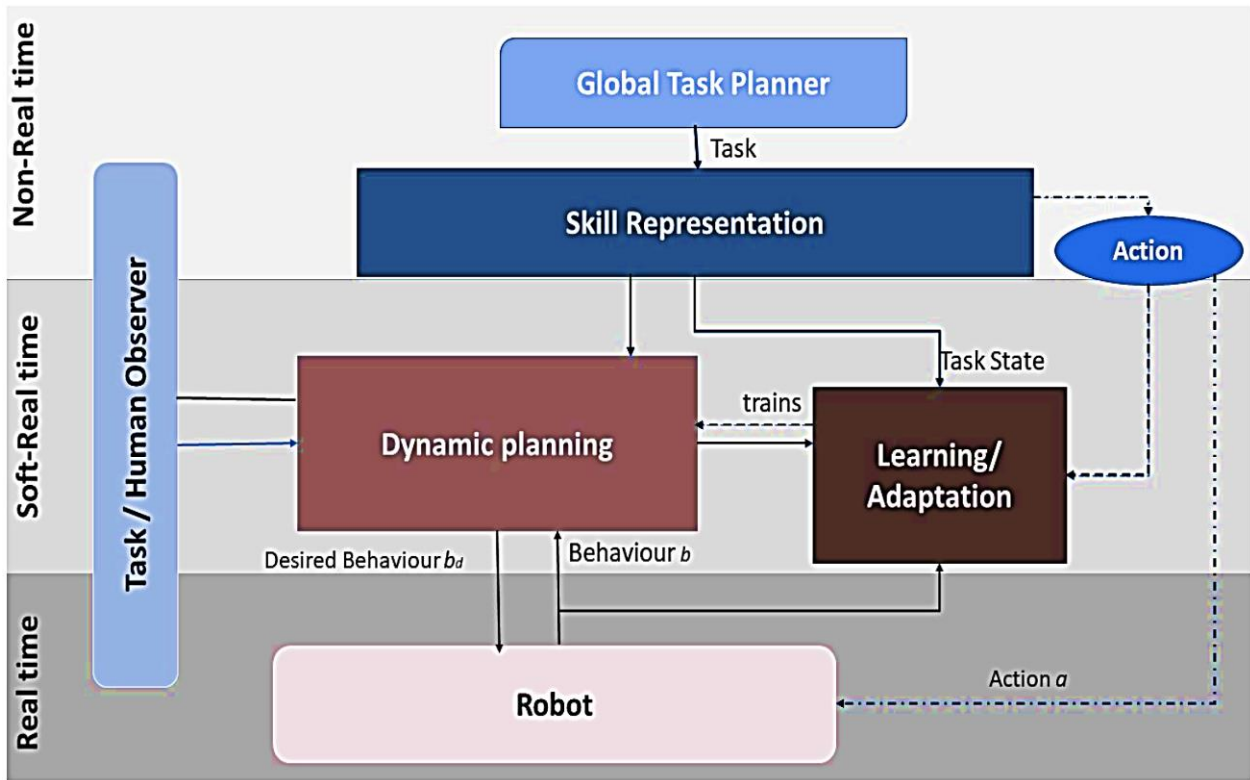 Non-Real time
Global Task Planner
Task
Skill Representation
Action
Task / Human Observer
Soft-Real time
Task State
trains
Dynamic planning
Learning/
Adaptation
Desired Behaviour bd
Behaviour b
Real time
Robot
Action a